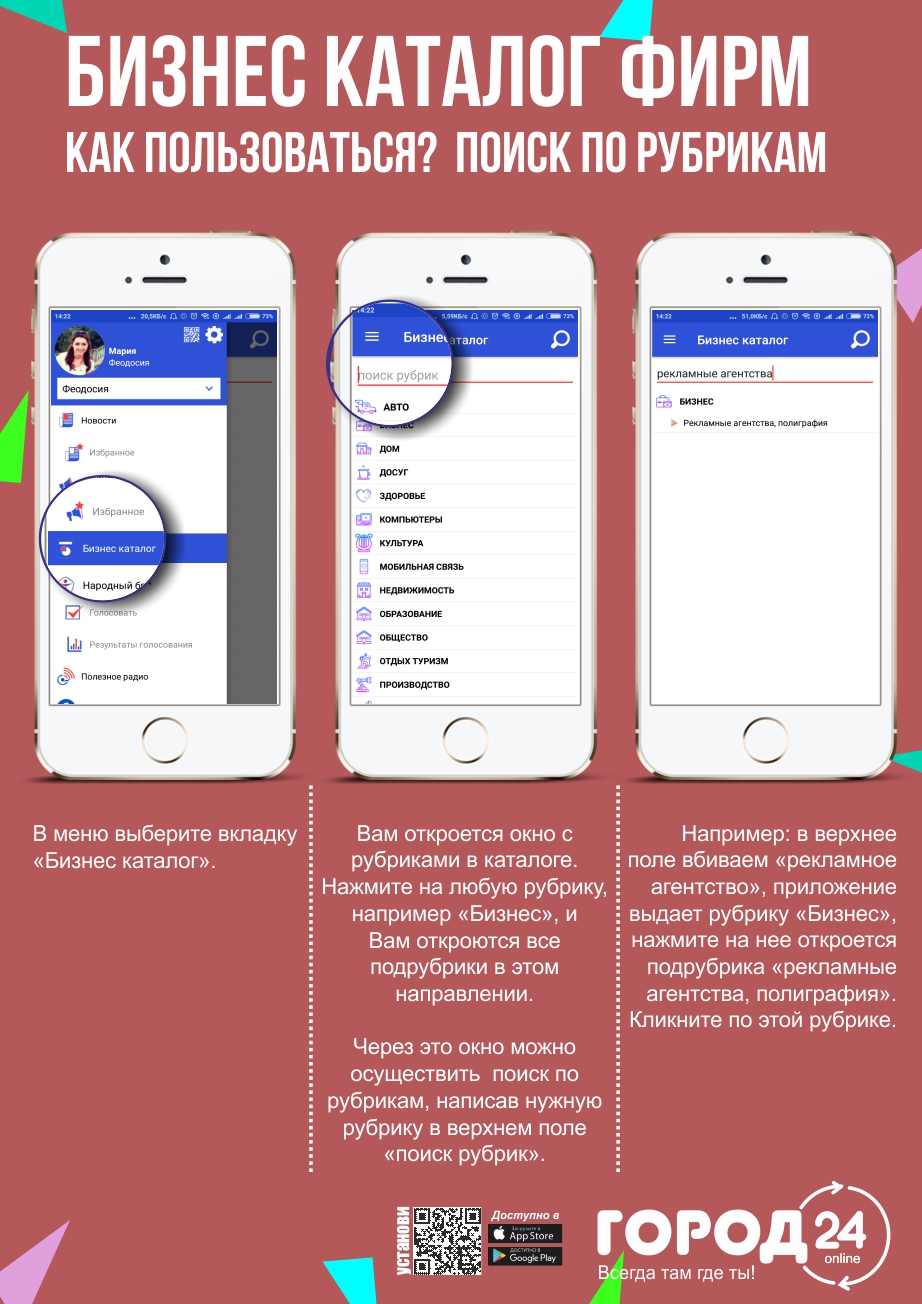 БИЗНЕС КАТАЛОГ ФИРМ
КАК ПОЛЬЗОВАТЬСЯ? ПОИСК ПО РУБРИКАМ
14:22
... 20,5КБ/с 73%
Мария
Феодосия
Феодосия
Новости
Избранное
Избранное
Бизнес каталог
Народный б
Голосовать
Результаты голосования
Полезное радио
14:22
5,59КБ/с 73%
Бизнес каталог
поиск рубрик
АВТО
БИЗНЕС
ДОМ
ДОСУГ
ЗДОРОВЬЕ
КОМПЬЮТЕРЫ
КУЛЬТУРА
МОБИЛЬНАЯ СВЯЗЬ
НЕДВИЖИМОСТЬ
ОБРАЗОВАНИЕ
ОБЩЕСТВО
ОТДЫХ ТУРИЗМ
ПРОИЗВОДСТВО
14:22
... 51,0КБ/с 73%
Бизнес каталог
рекламные агентства
БИЗНЕС
Рекламные агентства, полиграфия
В меню выберите вкладку
«Бизнес каталог».
Вам откроется окно с
рубриками в каталоге.
Нажмите на любую рубрику,
например «Бизнес», и
Вам откроются все
подрубрики в этом
направлении.
Через это окно можно
осуществить поиск по
рубрикам, написав нужную
рубрику в верхнем поле
«поиск рубрик».
Например: в верхнее
поле вбиваем «рекламное
агентство», приложение
выдает рубрику «Бизнес»,
нажмите на нее откроется
подрубрика «рекламные
агентства, полиграфия».
Кликните по этой рубрике.
установи
Доступно в
Загрузите в
App Store
ДОСТУПНО В
Google Play
ГОРОД 24
online
Всегда там где ты!